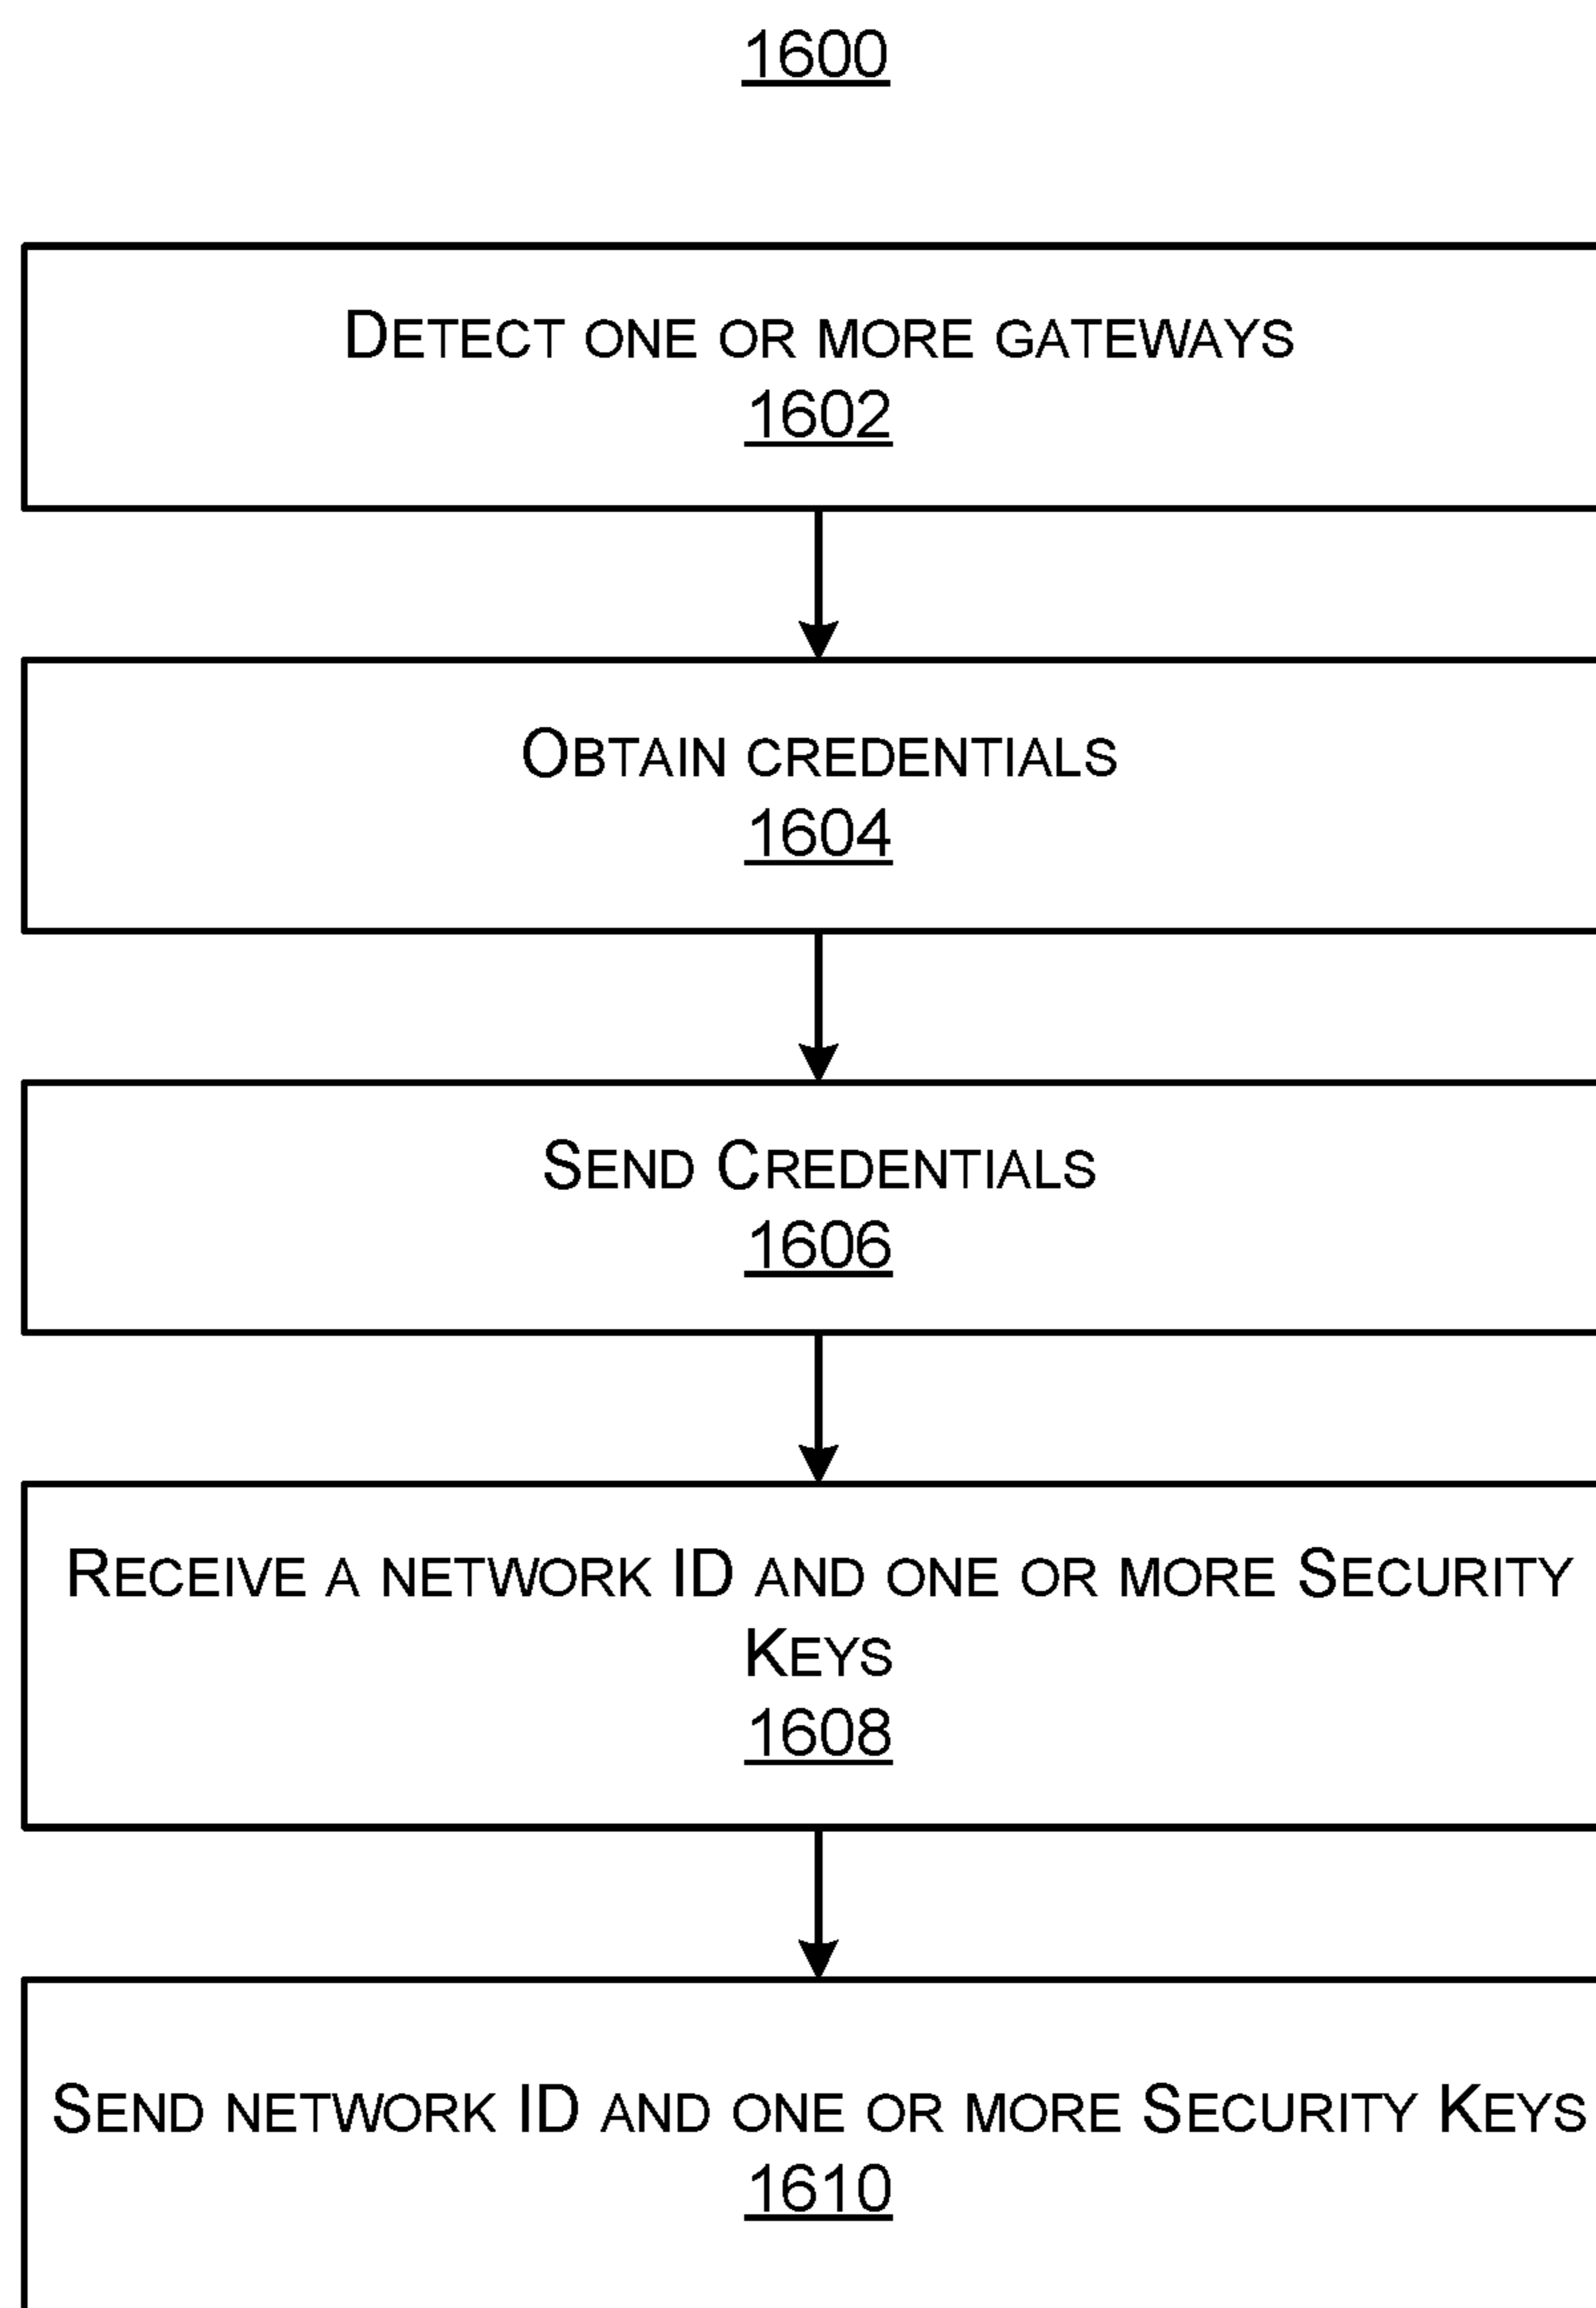 1600
DETECT ONE OR MORE GATEWAYS
1602
OBTAIN CREDENTIALS
1604
SEND CREDENTIALS
1606
RECEIVE A NETWORK ID AND ONE OR MORE SECURITY
KEYS
1608
SEND NETWORK ID AND ONE OR MORE SECURITY KEYS
1610